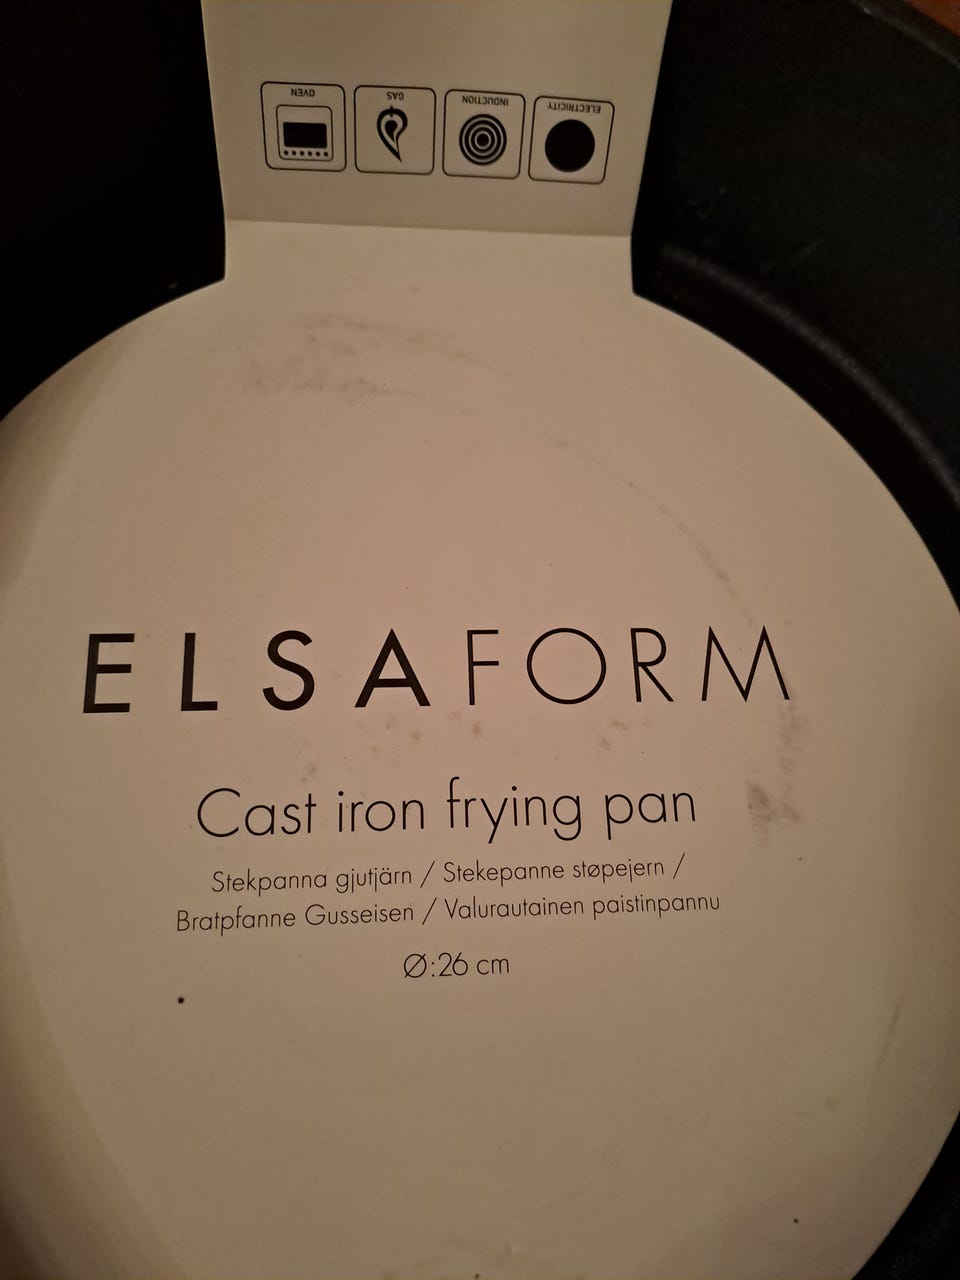 OVEN GAS INDUCTION ELECTRICITY
ELSAFORM
Cast iron frying pan
Stekpanna gjutjärn / Stekepanne støpejern /
Bratpfanne Gusseisen / Valurautainen paistinpannu
Ø:26 cm